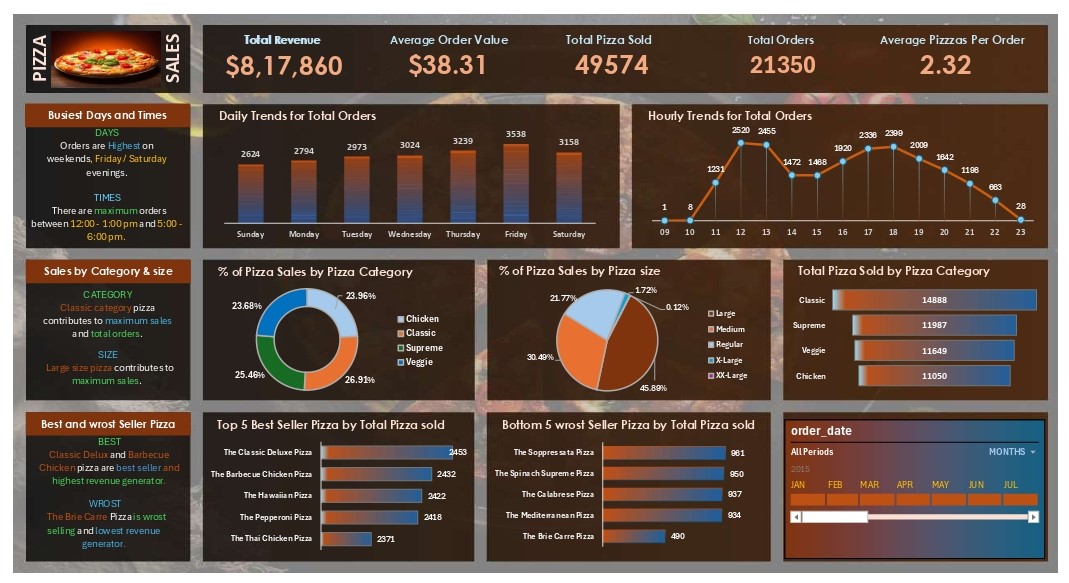 PIZZA
SALES
Total Revenue
$8,17,860
Average Order Value
$38.31
Total Pizza Sold
49574
Total Orders
21350
Average Pizzzas Per Order
2.32
Busiest Days and Times
DAYS
Orders are Highest on
weekends, Friday / Saturday
evenings.
TIMES
There are maximum orders
between 12:00 - 1:00 pm and 5:00 -
6:00 pm.
Daily Trends for Total Orders
2624 2794 2973 3024 3239 3538 3158
Sunday Monday Tuesday Wednesday Thursday Friday Saturday
Hourly Trends for Total Orders
1 8 1231 2520 2455 1472 1468 1920 2336 2399 2009 1642 1198 663 28
09 10 11 12 13 14 15 16 17 18 19 20 21 22 23
Sales by Category & size
CATEGORY
Classic category pizza
contributes to maximum sales
and total orders.
SIZE
Large size pizza contributes to
maximum sales.
% of Pizza Sales by Pizza Category
23.68%
23.96%
25.46%
26.91%
Chicken
Classic
Supreme
Veggie
% of Pizza Sales by Pizza size
21.77%
1.72%
0.12%
30.49%
45.89%
Large
Medium
Regular
X-Large
XX-Large
Total Pizza Sold by Pizza Category
Classic 14888
Supreme 11987
Veggie 11649
Chicken 11050
Best and wrost Seller Pizza
BEST
Classic Delux and Barbecue
Chicken pizza are best seller and
highest revenue generator.
WROST
The Brie Carre Pizza is wrost
selling and lowest revenue
generator.
Top 5 Best Seller Pizza by Total Pizza sold
The Classic Deluxe Pizza 2453
The Barbecue Chicken Pizza 2432
The Hawaiian Pizza 2422
The Pepperoni Pizza 2418
The Thai Chicken Pizza 2371
Bottom 5 wrost Seller Pizza by Total Pizza sold
The Soppressata Pizza 961
The Spinach Supreme Pizza 950
The Calabrese Pizza 937
The Mediterranean Pizza 934
The Brie Carre Pizza 490
order_date
All Periods MONTHS
2015
JAN FEB MAR APR MAY JUN JUL